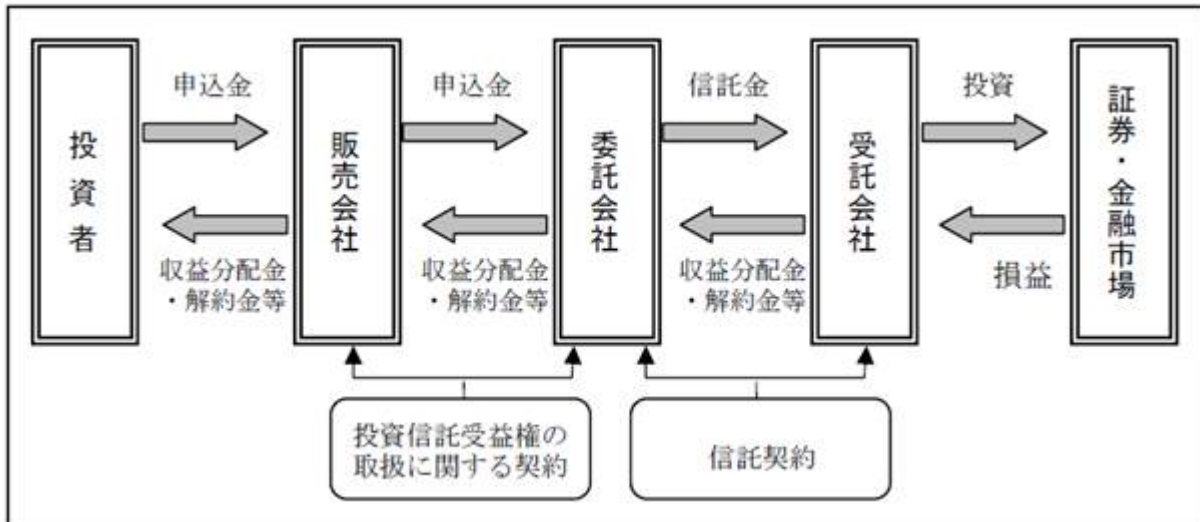 投資者
申込金
収益分配金
・解約金等
販売会社
申込金
収益分配金
・解約金等
委託会社
信託金
収益分配金
・解約金等
受託会社
投資
損益
証券・金融市場
投資信託受益権の
取扱に関する契約
信託契約